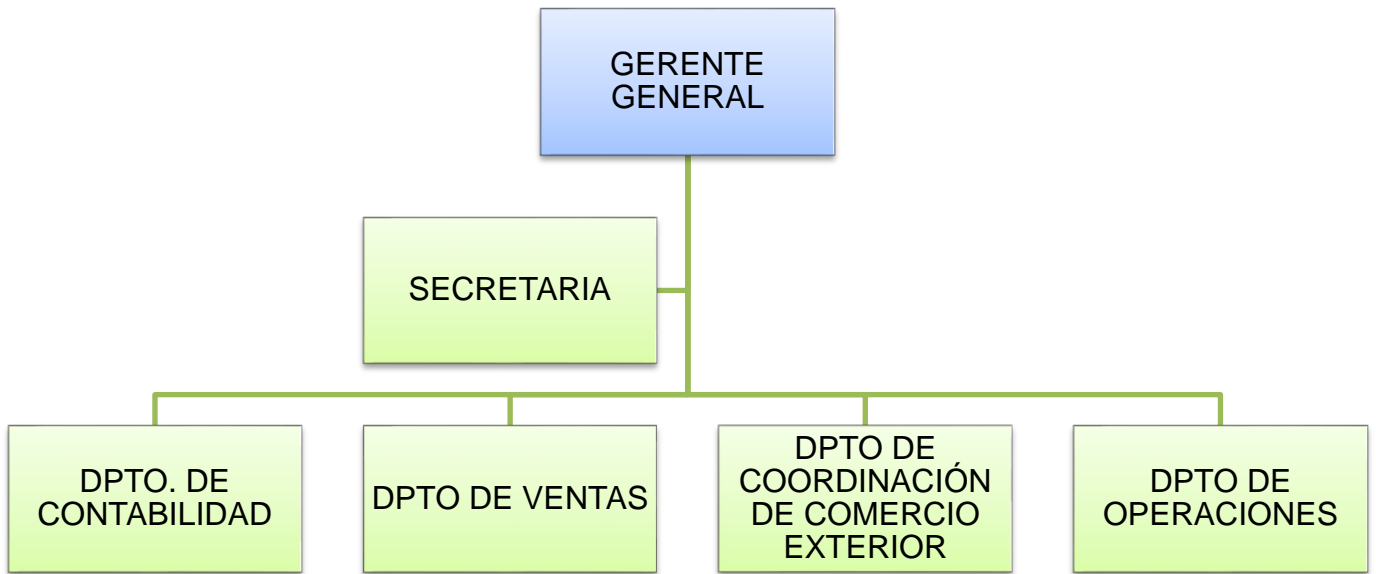 GERENTE
GENERAL
SECRETARIA
DPTO. DE
CONTABILIDAD
DPTO DE VENTAS
DPTO DE
COORDINACIÓN
DE COMERCIO
EXTERIOR
DPTO DE
OPERACIONES